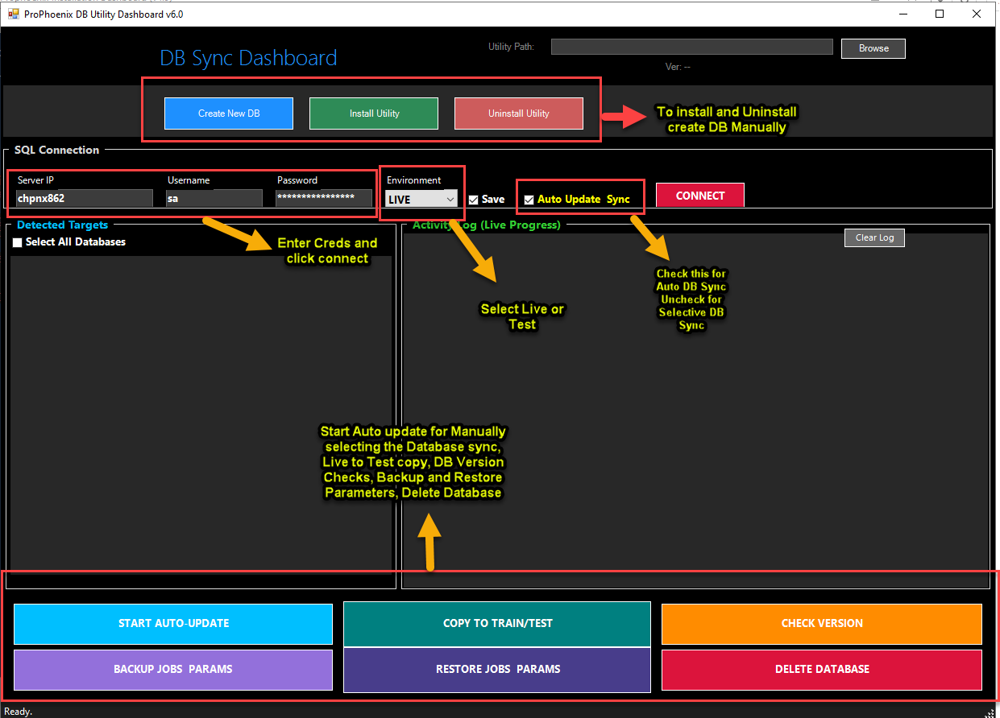 ProPhoenix DB Utility Dashboard v6.0
DB Sync Dashboard
Utility Path:
Browse
Ver: --
Create New DB
Install Utility
Uninstall Utility
To install and Uninstall
create DB Manually
SQL Connection
Server IP
Username
Password
Environment
chpnx862
sa
****************
LIVE
Save
Auto Update  Sync
CONNECT
Detected Targets
Select All Databases
Activity Log (Live Progress)
Clear Log
Enter Creds and
click connect
Select Live or
Test
Check this for
Auto DB Sync
Uncheck for
Selective DB
Sync
Start Auto update for Manually
selecting the Database sync,
Live to Test copy, DB Version
Checks, Backup and Restore
Parameters, Delete Database
START AUTO-UPDATE
COPY TO TRAIN/TEST
CHECK VERSION
BACKUP JOBS  PARAMS
RESTORE JOBS  PARAMS
DELETE DATABASE
Ready.